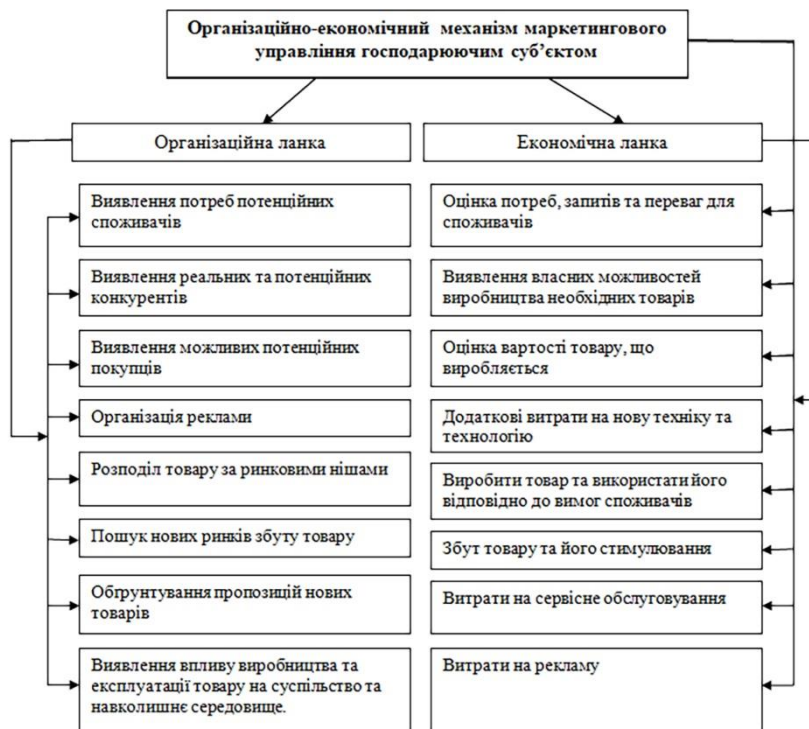 Організаційно-економічний механізм маркетингового
управління господарюючим суб’єктом
Організаційна ланка
Економічна ланка
Виявлення потреб потенційних
споживачів
Оцінка потреб, запитів та переваг для
споживачів
Виявлення реальних та потенційних
конкурентів
Виявлення власних можливостей
виробництва необхідних товарів
Виявлення можливих потенційних
покупців
Оцінка вартості товару, що
виробляється
Організація реклами
Додаткові витрати на нову техніку та
технологію
Розподіл товару за ринковими нішами
Виробити товар та використати його
відповідно до вимог споживачів
Пошук нових ринків збуту товару
Збут товару та його стимулювання
Обґрунтування пропозицій нових
товарів
Витрати на сервісне обслуговування
Виявлення впливу виробництва та
експлуатації товару на суспільство та
навколишнє середовище.
Витрати на рекламу